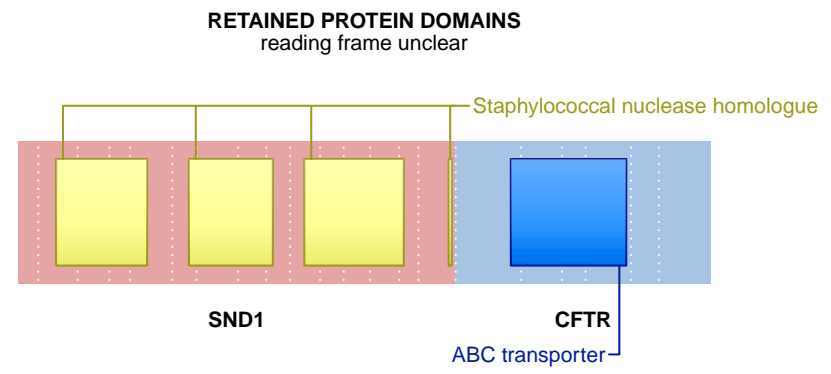 RETAINED PROTEIN DOMAINS
reading frame unclear
Staphylococcal nuclease homologue
SND1
CFTR
ABC transporter